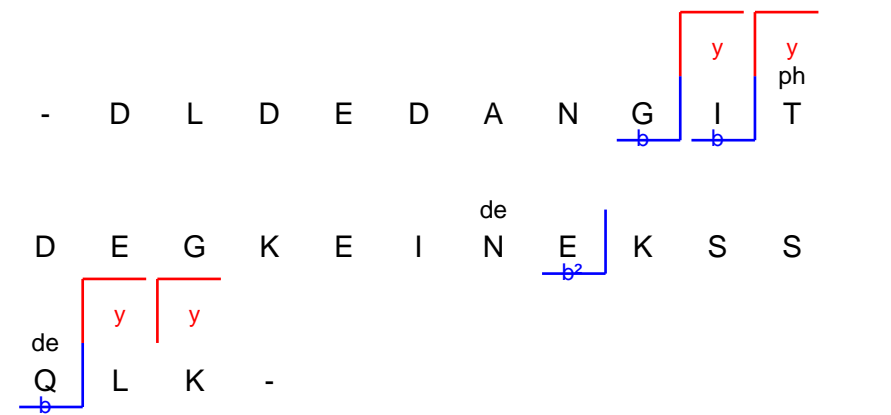 y y
ph
- D L D E D A N G I T
b b
de
D E G K E I N E K S S
b²
y y
de
Q L K -
b